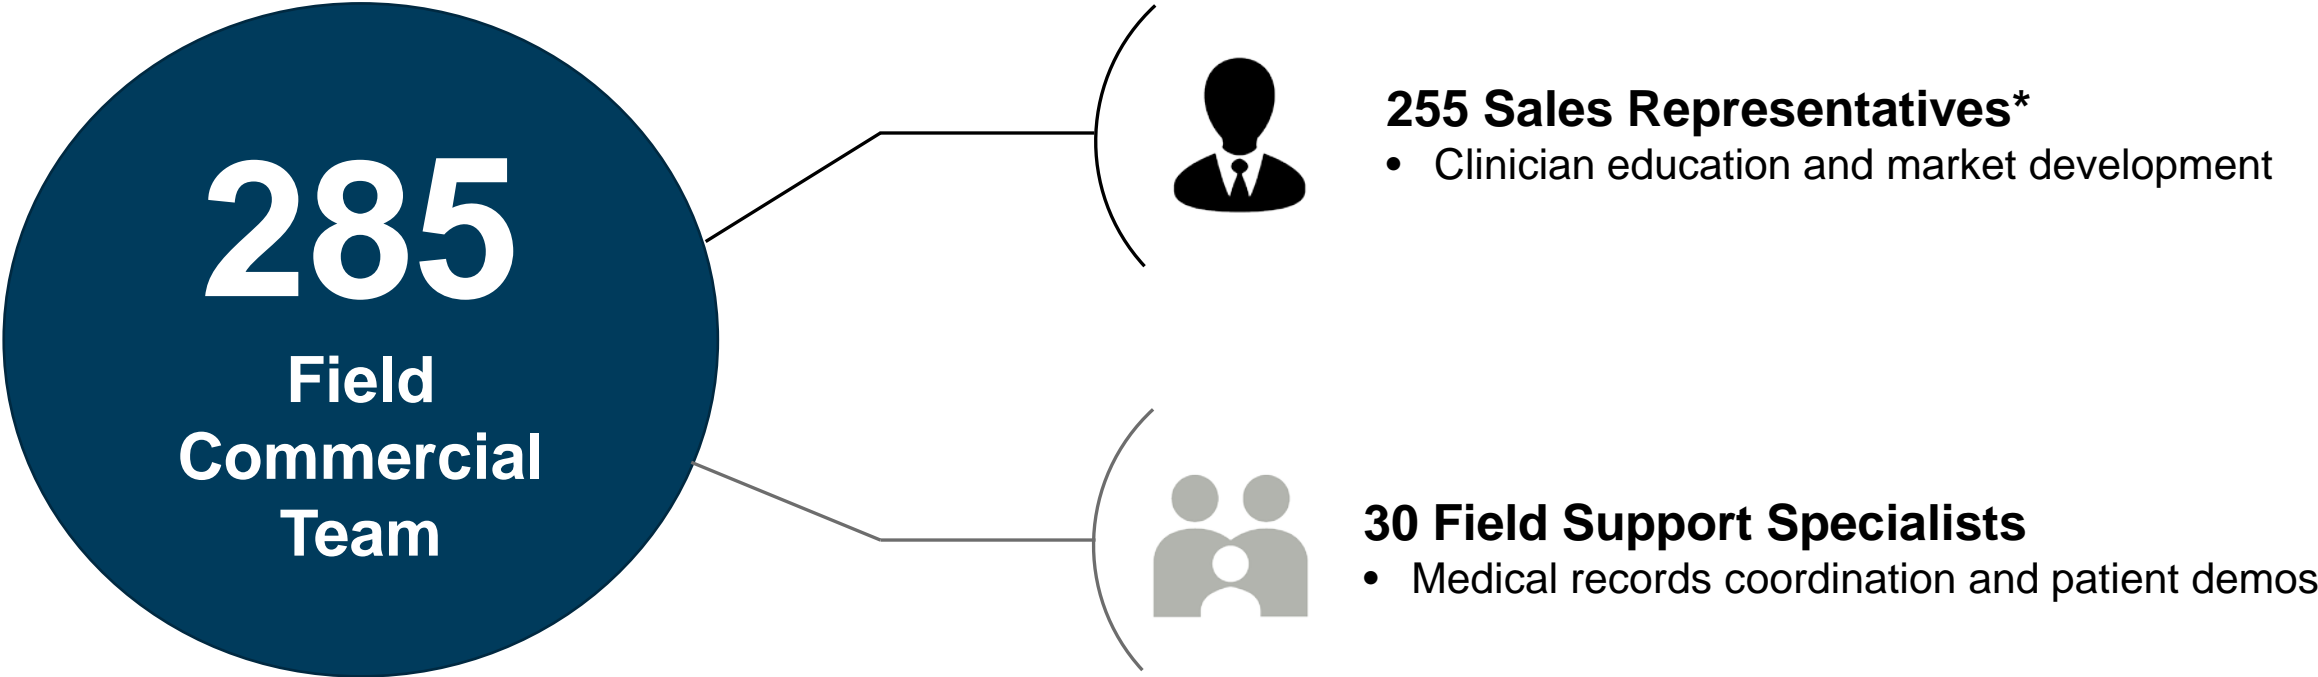 285
Field
Commercial
Team
255 Sales Representatives*
• Clinician education and market development
30 Field Support Specialists
• Medical records coordination and patient demos